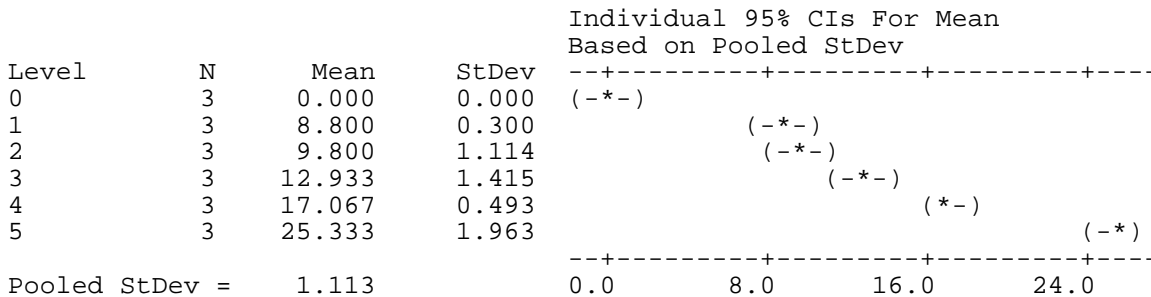 Individual 95% CIs For Mean
                                   Based on Pooled StDev
Level       N      Mean     StDev  --+---------+---------+---------+----
0           3     0.000     0.000  (-*-)
1           3     8.800     0.300             (-*-)
2           3     9.800     1.114              (-*-)
3           3    12.933     1.415                  (-*-)
4           3    17.067     0.493                        (*-)
5           3    25.333     1.963                                  (-*)
                                   --+---------+---------+---------+----
Pooled StDev =    1.113            0.0       8.0      16.0      24.0